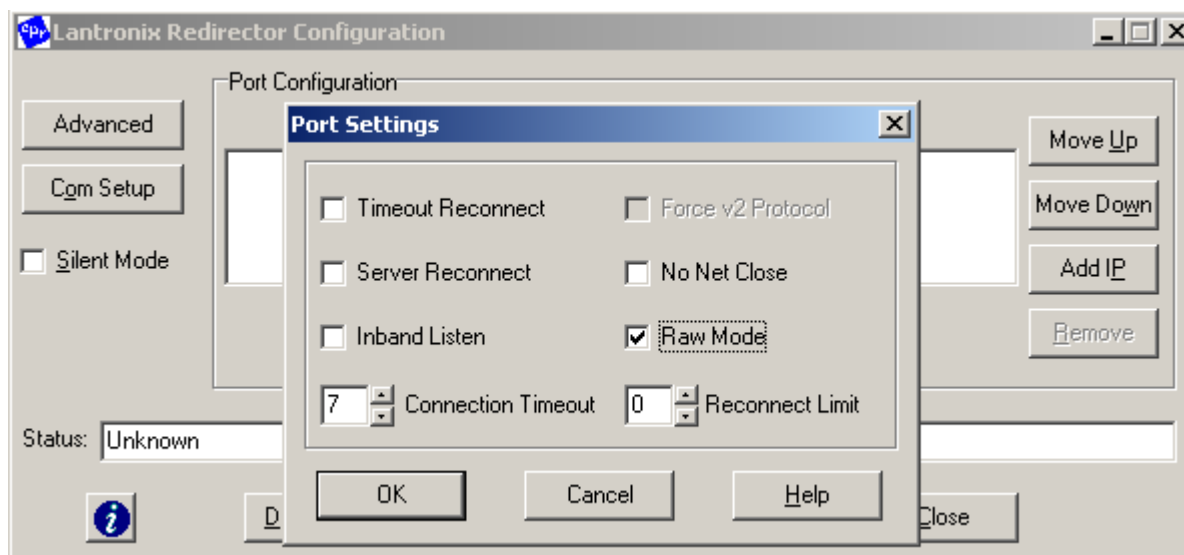 cpr Lantronix Redirector Configuration
Port Configuration
Advanced
Com Setup
Silent Mode
Port Settings
Timeout Reconnect
Force v2 Protocol
Server Reconnect
No Net Close
Inband Listen
Raw Mode
7 Connection Timeout
0 Reconnect Limit
OK
Cancel
Help
Move Up
Move Down
Add IP
Remove
Status: Unknown
i
D
Close